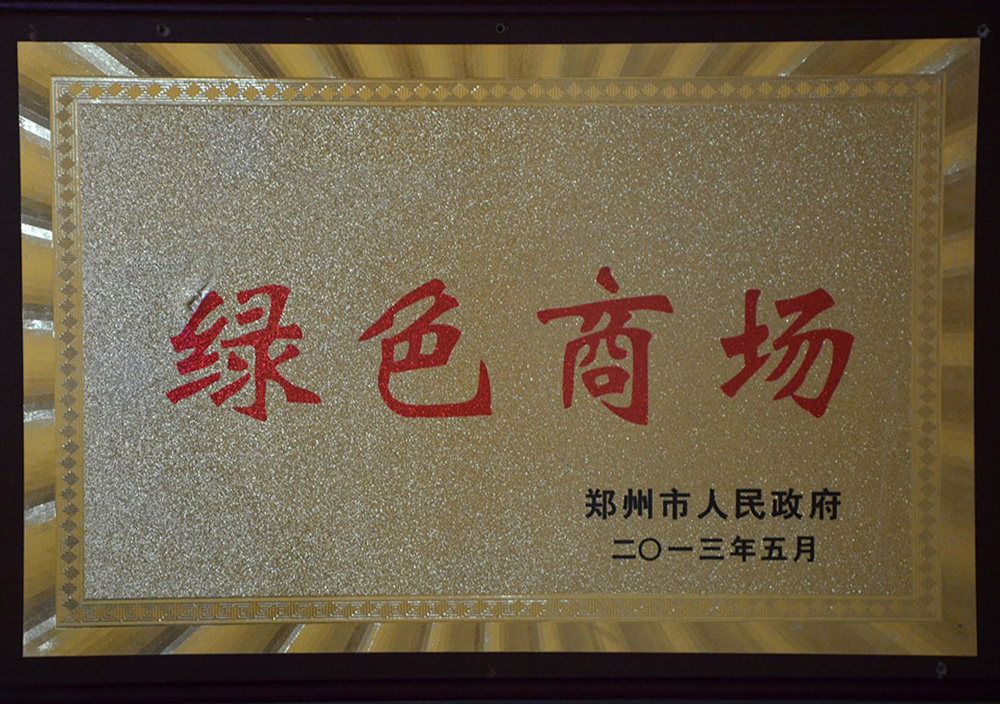 绿色商场
郑州市人民政府
二〇一三年五月